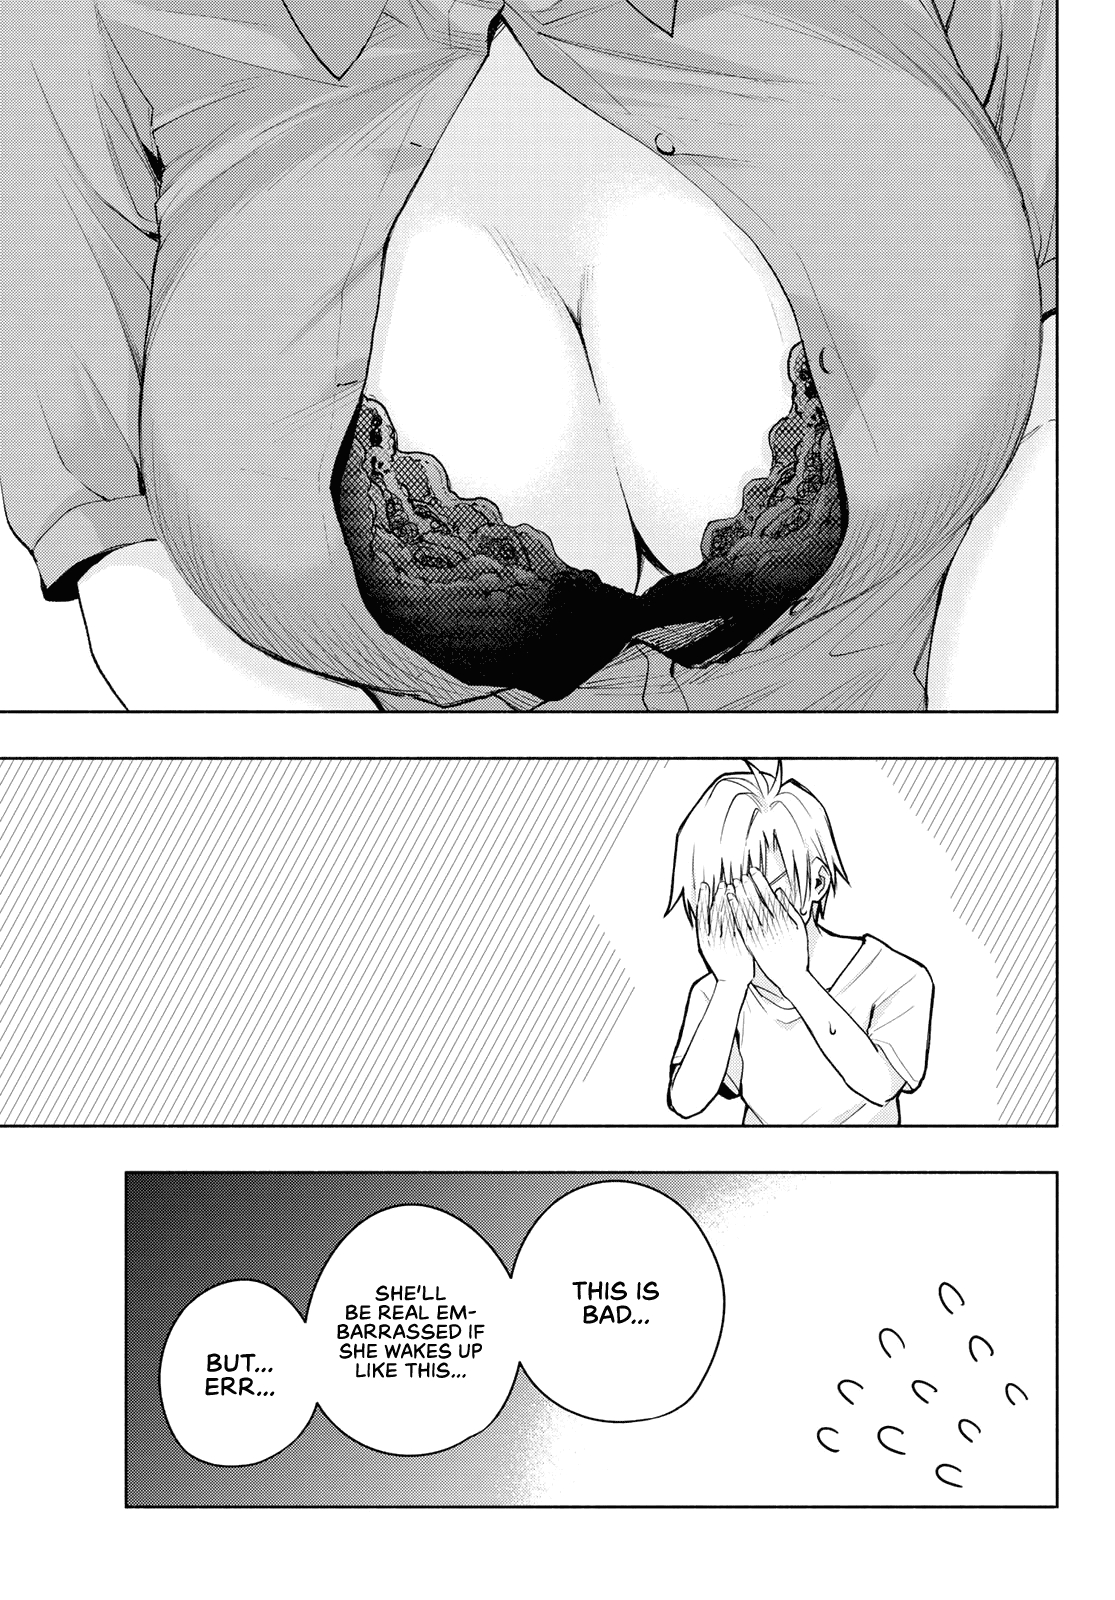 THIS IS
BAD...
SHE'LL
BE REAL EM-
BARRASSED IF
SHE WAKES UP
LIKE THIS...
BUT...
ERR...